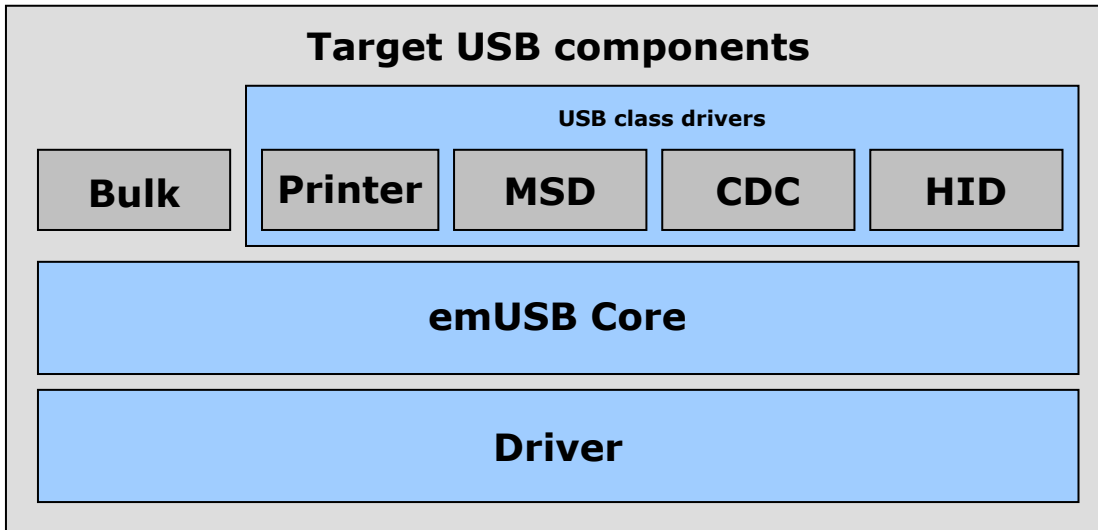 Target USB components
USB class drivers
Bulk
Printer
MSD
CDC
HID
emUSB Core
Driver